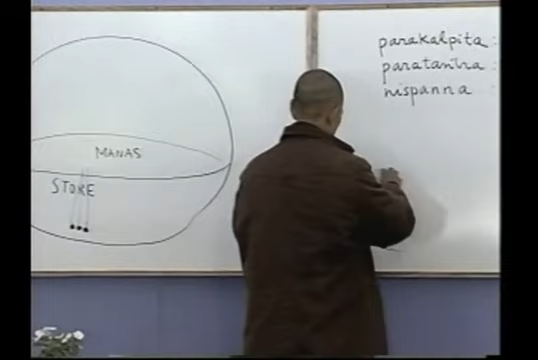 MANAS
STORE
parakalpita :
paratantra :
nispanna :